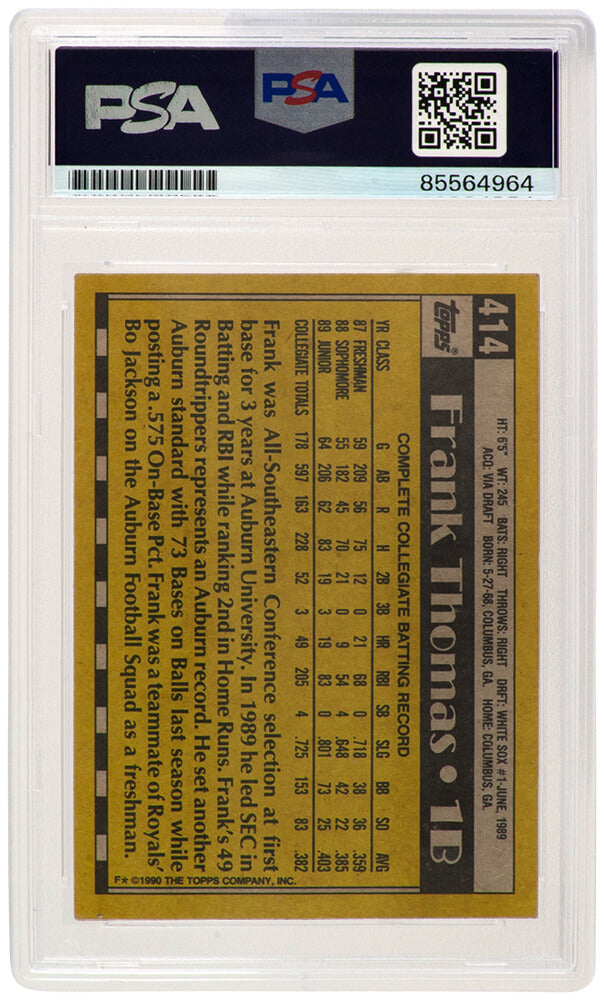 PSA
PSA
85564964
414
HT: 6'5" WT: 245 BATS: RIGHT THROWS: RIGHT DRFT: WHITE SOX #1-JUNE, 1989
ACQ: VIA DRAFT BORN: 5-27-68, COLUMBUS, GA. HOME: COLUMBUS, GA.
topps®
Frank Thomas • 1B
COMPLETE COLLEGIATE BATTING RECORD
YR CLASS G AB R H 2B 3B HR RBI SB SLG BB SO AVG
87 FRESHMAN 59 209 56 75 12 0 21 68 0 .718 38 36 .359
88 SOPHOMORE 55 182 45 70 21 0 9 54 4 .648 42 22 .385
89 JUNIOR 64 206 62 83 19 3 19 83 0 .801 73 25 .403
COLLEGIATE TOTALS 178 597 163 228 52 3 49 205 4 .725 153 83 .382
Frank was All-Southeastern Conference selection at first
base for 3 years at Auburn University. In 1989 he led SEC in
Batting and RBI while ranking 2nd in Home Runs. Frank's 49
Roundtrippers represents an Auburn record. He set another
Auburn standard with 73 Bases on Balls last season while
posting a .575 On-Base Pct. Frank was a teammate of Royals'
Bo Jackson on the Auburn Football Squad as a freshman.
F* ©1990 THE TOPPS COMPANY, INC.